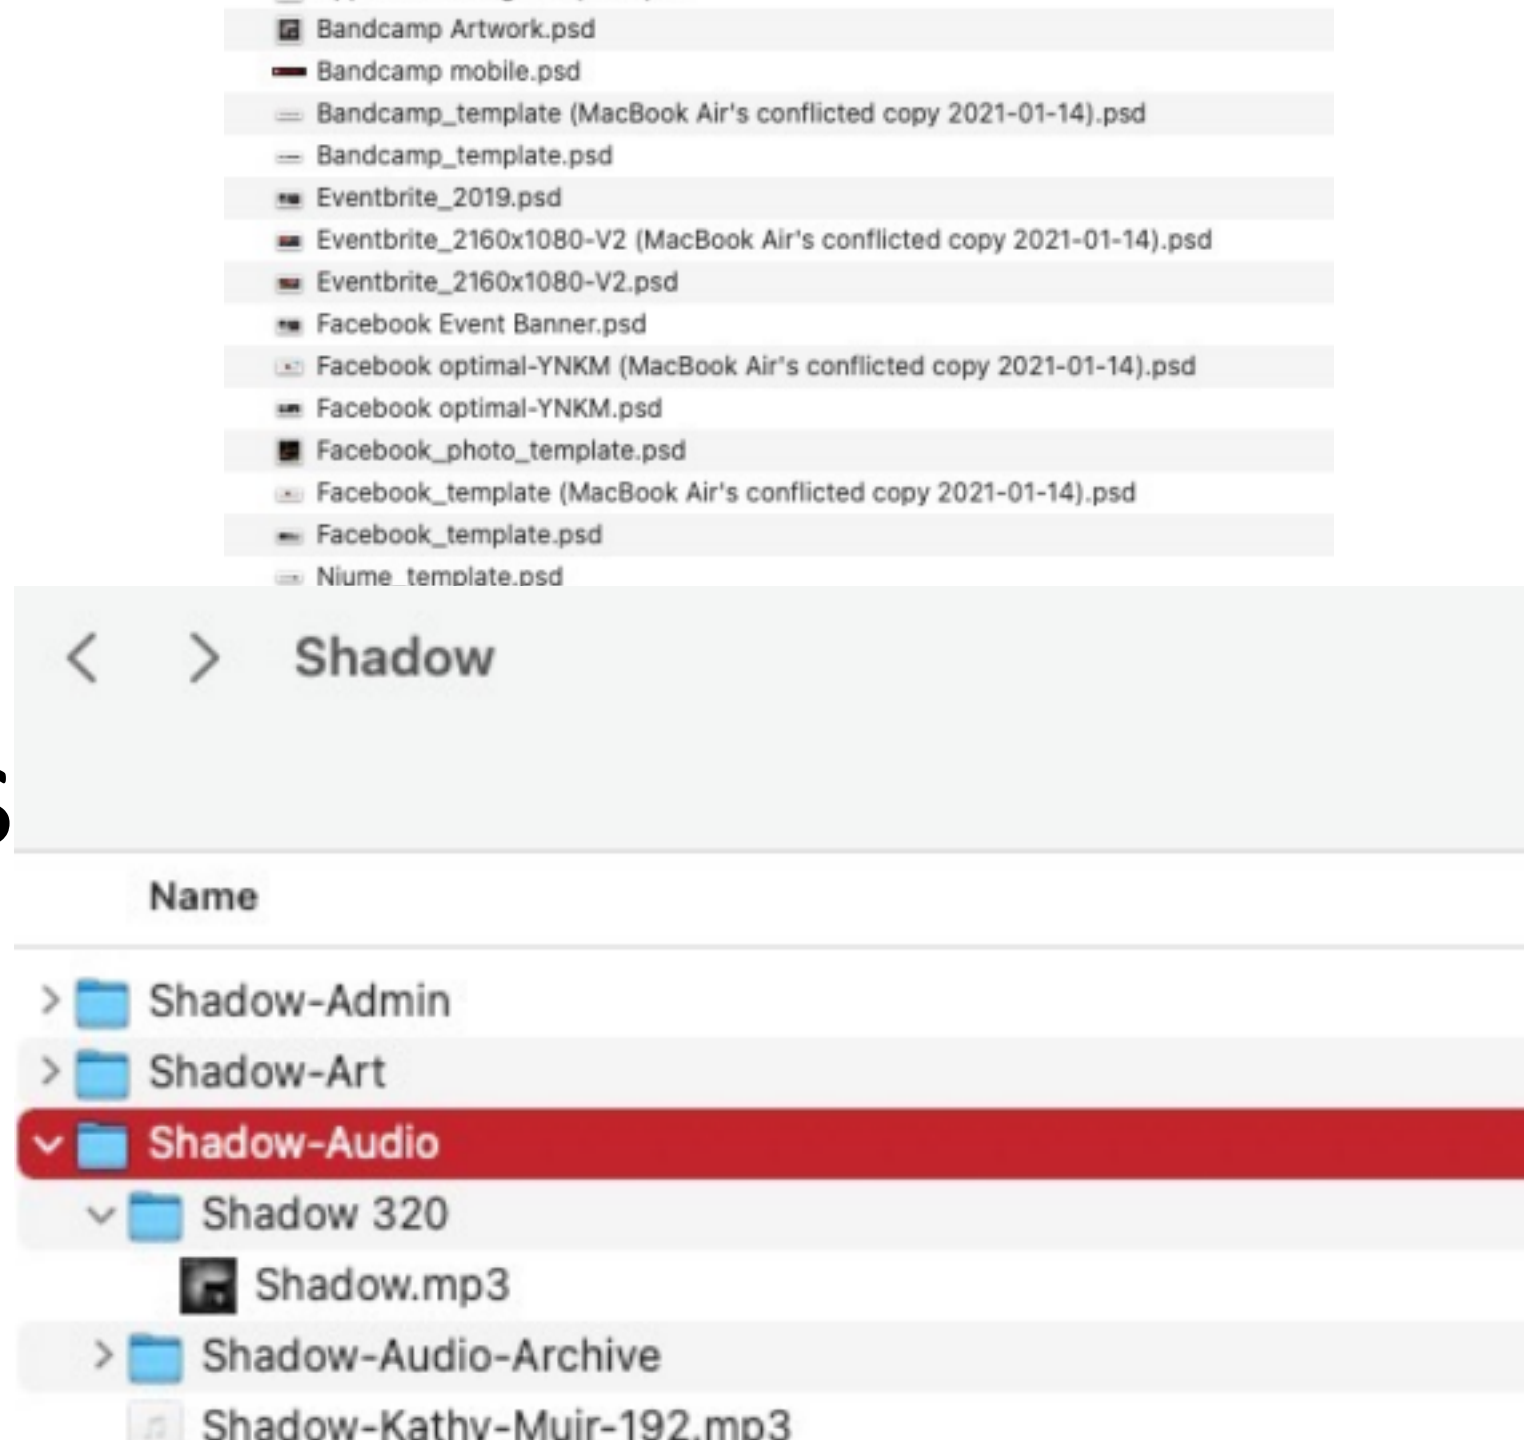 Bandcamp Artwork.psd
Bandcamp mobile.psd
Bandcamp_template (MacBook Air's conflicted copy 2021-01-14).psd
Bandcamp_template.psd
Eventbrite_2019.psd
Eventbrite_2160x1080-V2 (MacBook Air's conflicted copy 2021-01-14).psd
Eventbrite_2160x1080-V2.psd
Facebook Event Banner.psd
Facebook optimal-YNKM (MacBook Air's conflicted copy 2021-01-14).psd
Facebook optimal-YNKM.psd
Facebook_photo_template.psd
Facebook_template (MacBook Air's conflicted copy 2021-01-14).psd
Facebook_template.psd
Niume_template.psd
Shadow
Name
Shadow-Admin
Shadow-Art
Shadow-Audio
Shadow 320
Shadow.mp3
Shadow-Audio-Archive
Shadow-Kathy-Muir-192.mp3